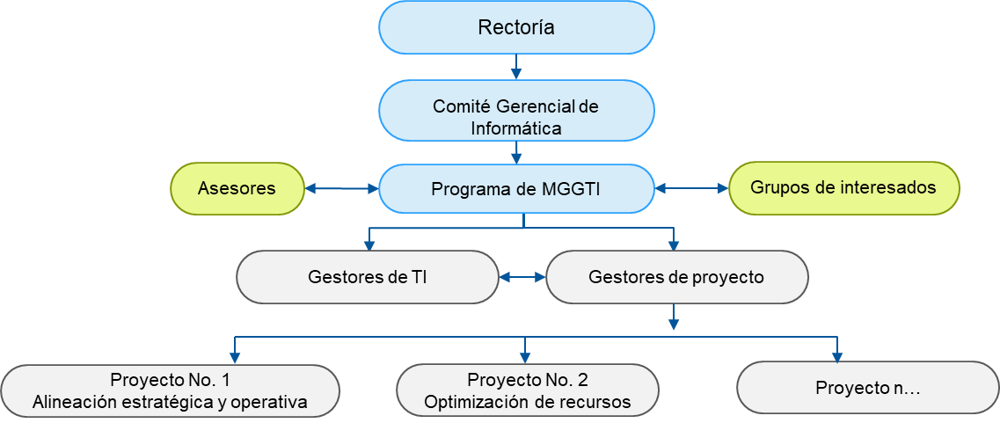 Rectoría
Comité Gerencial de
Informática
Asesores
Programa de MGGTI
Grupos de interesados
Gestores de TI
Gestores de proyecto
Proyecto No. 1
Alineación estratégica y operativa
Proyecto No. 2
Optimización de recursos
Proyecto n…